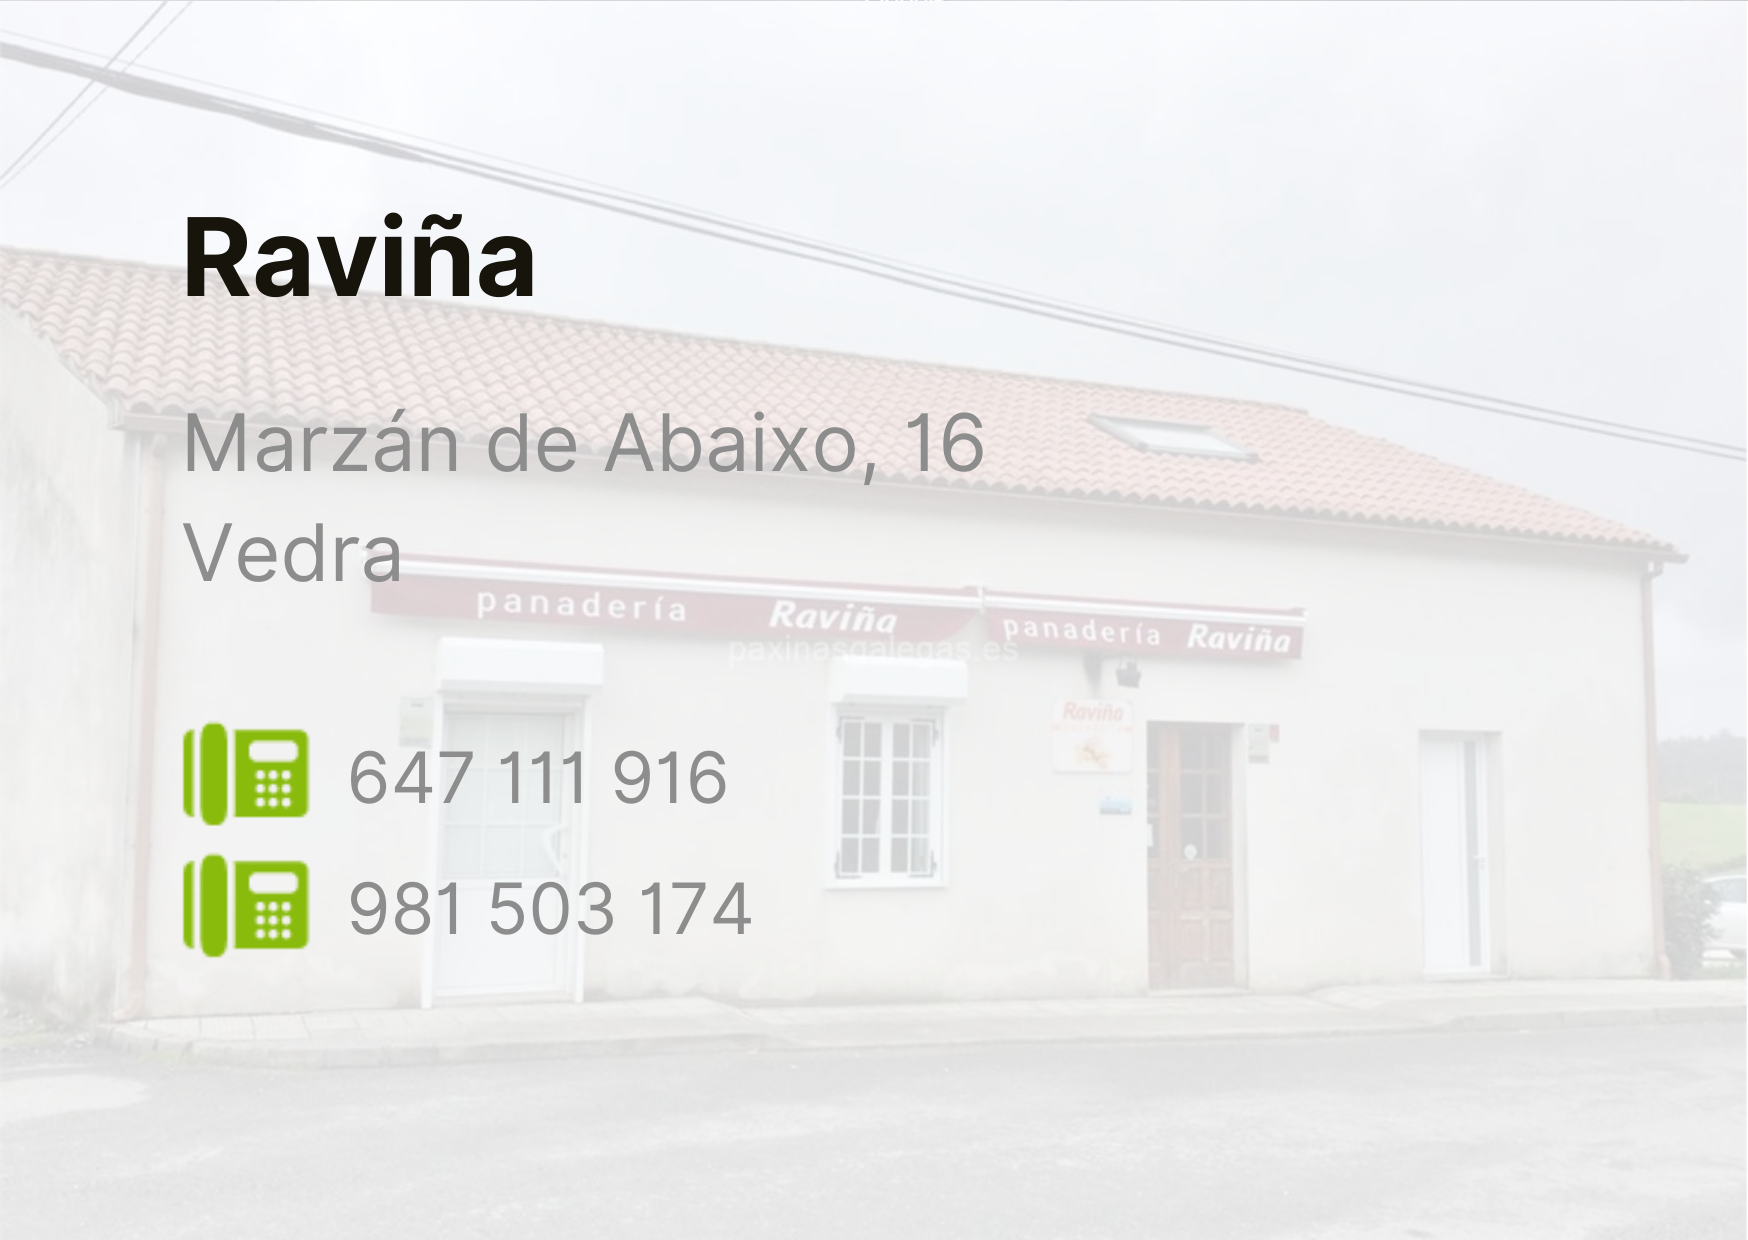 Raviña
Marzán de Abaixo, 16
Vedra
panadería Raviña
panadería Raviña
paxinasgalegas.es
Raviña
647 111 916
981 503 174